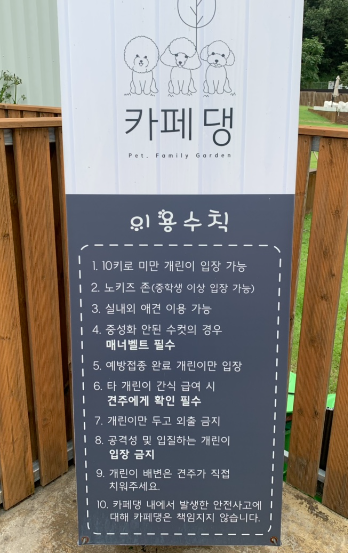 카페 댕
Pet. Family Garden
이용수칙
1. 10키로 미만 개린이 입장 가능
2. 노키즈 존(중학생 이상 입장 가능)
3. 실내외 애견 이용 가능
4. 중성화 안된 수컷의 경우
매너벨트 필수
5. 예방접종 완료 개린이만 입장
6. 타 개린이 간식 급여 시
견주에게 확인 필수
7. 개린이만 두고 외출 금지
8. 공격성 및 입질하는 개린이
입장 금지
9. 개린이 배변은 견주가 직접
치워주세요.
10. 카페댕 내에서 발생한 안전사고에
대해 카페댕은 책임지지 않습니다.